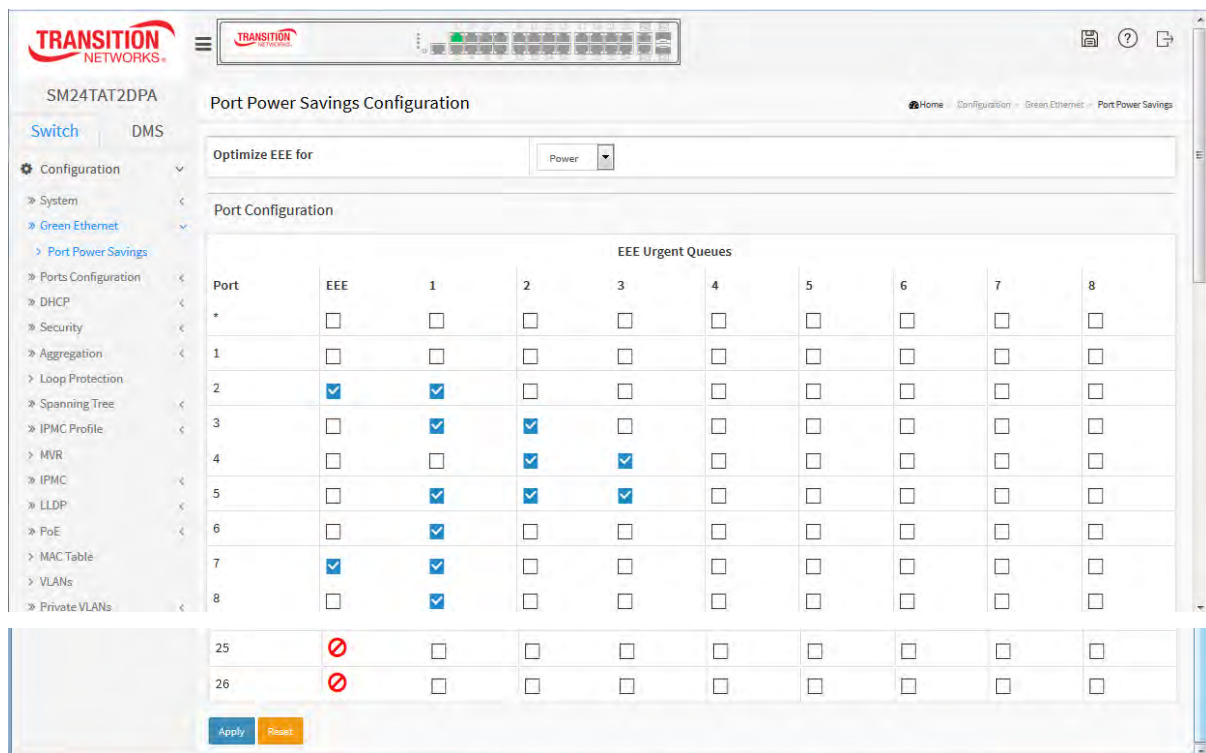 TRANSITION
NETWORKS®
TRANSITION
NETWORKS®
SM24TAT2DPA
Port Power Savings Configuration
Home Configuration Green Ethernet Port Power Savings
Switch DMS
Optimize EEE for Power
Configuration
System
Green Ethernet
Port Power Savings
Ports Configuration
DHCP
Security
Aggregation
Loop Protection
Spanning Tree
IPMC Profile
MVR
IPMC
LLDP
PoE
MAC Table
VLANs
Private VLANs
Port Configuration
EEE Urgent Queues
Port EEE 1 2 3 4 5 6 7 8
*
1
2
3
4
5
6
7
8
25
26
Apply Reset